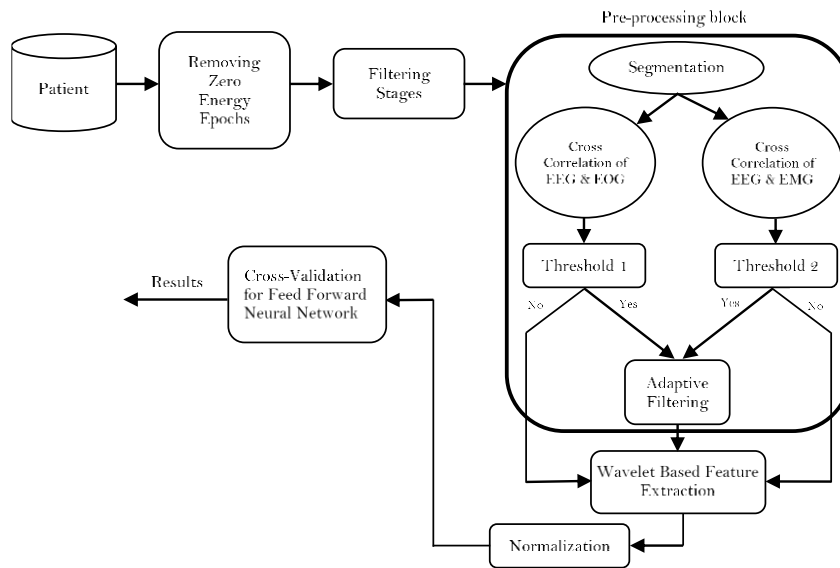 Pre-processing block
Patient
Removing
Zero
Energy
Epochs
Filtering
Stages
Segmentation
Cross
Correlation of
EEG & EOG
Cross
Correlation of
EEG & EMG
Threshold 1
Threshold 2
No
Yes
Yes
No
Adaptive
Filtering
Wavelet Based Feature
Extraction
Normalization
Cross-Validation
for Feed Forward
Neural Network
Results